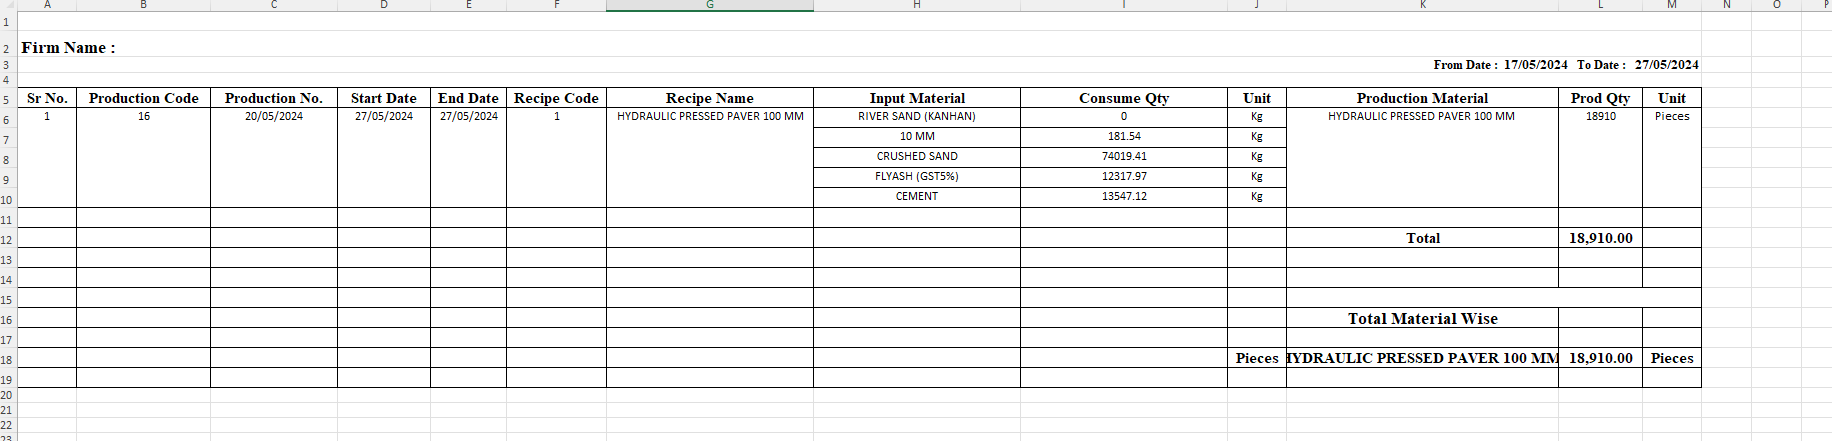 A B C D E F G H I J K L M N O P
1
2 Firm Name :
3 From Date : 17/05/2024 To Date : 27/05/2024
4
5 Sr No. Production Code Production No. Start Date End Date Recipe Code Recipe Name Input Material Consume Qty Unit Production Material Prod Qty Unit
6 1 16 20/05/2024 27/05/2024 27/05/2024 1 HYDRAULIC PRESSED PAVER 100 MM RIVER SAND (KANHAN) 0 Kg HYDRAULIC PRESSED PAVER 100 MM 18910 Pieces
7 10 MM 181.54 Kg
8 CRUSHED SAND 74019.41 Kg
9 FLYASH (GST5%) 12317.97 Kg
10 CEMENT 13547.12 Kg
11
12 Total 18,910.00
13
14
15
16 Total Material Wise
17
18 Pieces HYDRAULIC PRESSED PAVER 100 MM 18,910.00 Pieces
19
20
21
22
23